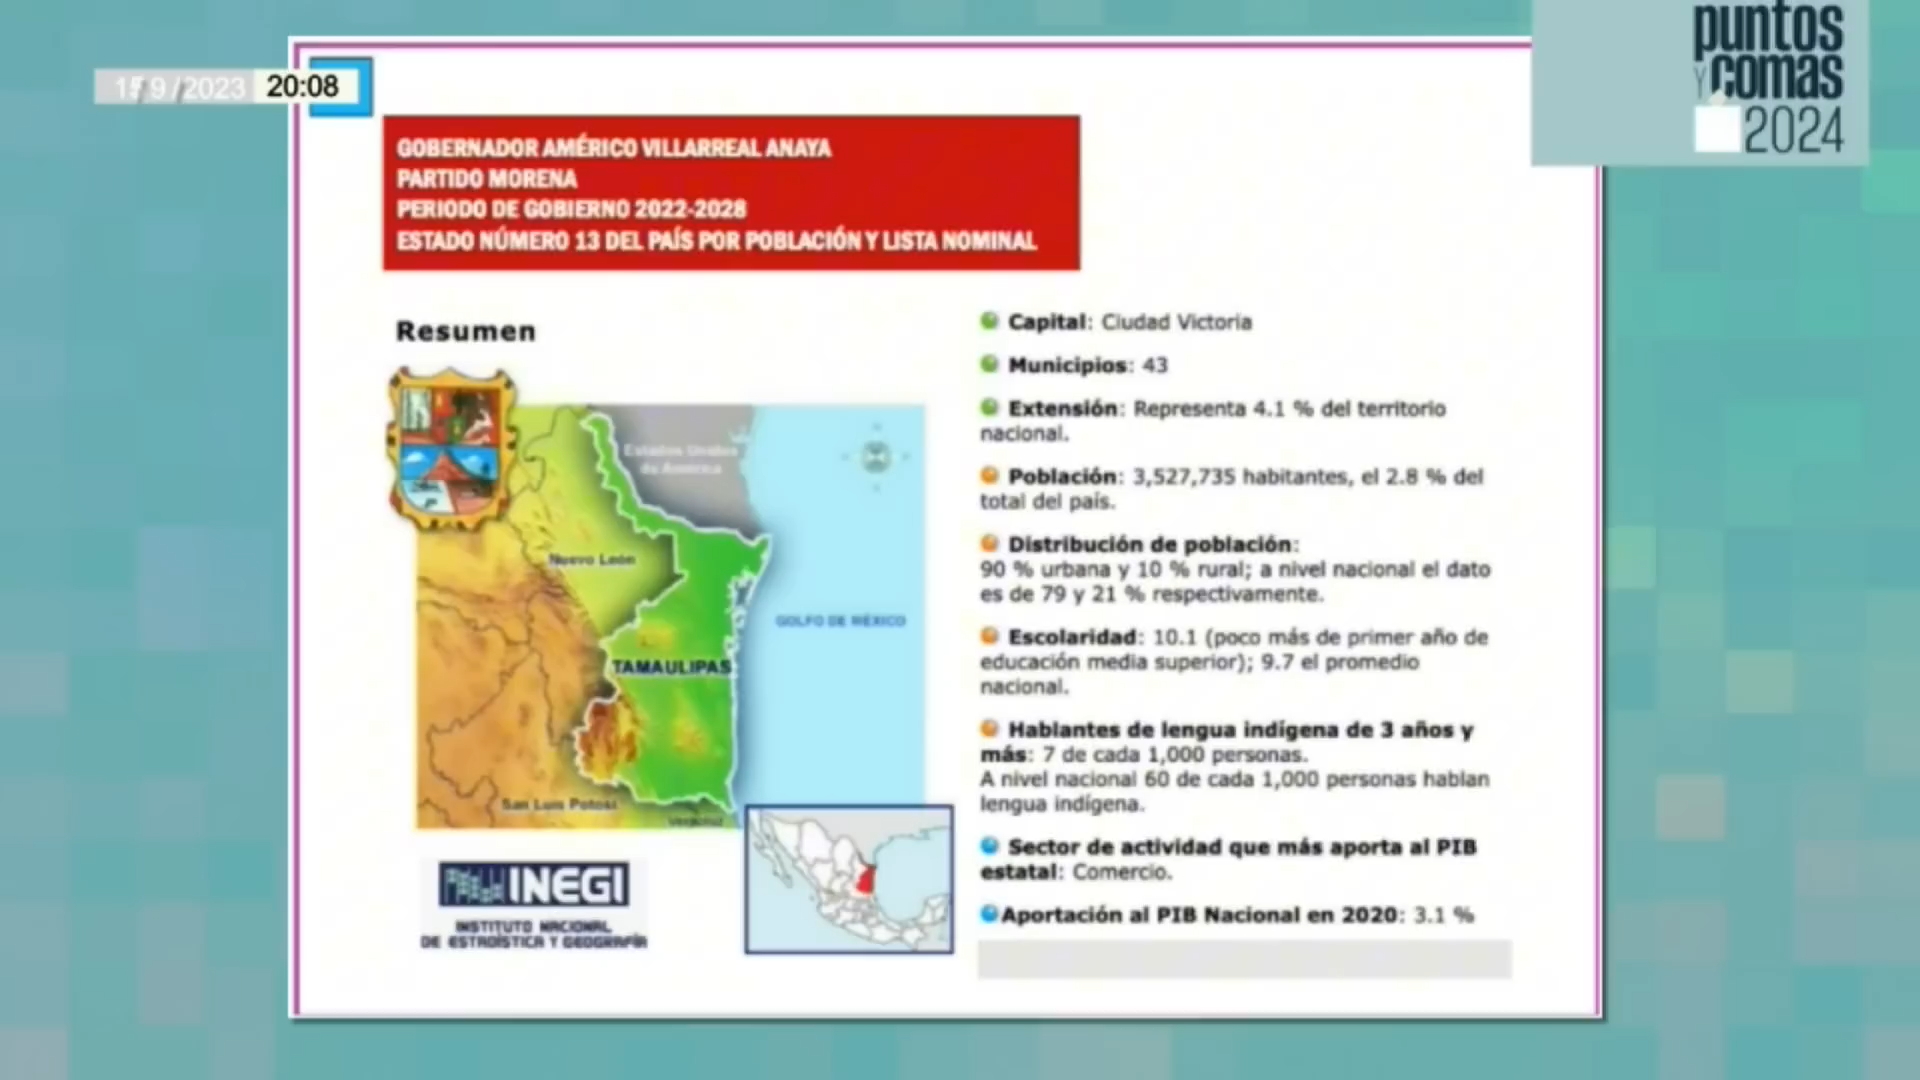 puntos
Y comas
2024
20:08
GOBERNADOR AMÉRICO VILLARREAL ANAYA
PARTIDO MORENA
PERIODO DE GOBIERNO 2022-2028
ESTADO NÚMERO 13 DEL PAÍS POR POBLACIÓN Y LISTA NOMINAL
Resumen
Estados Unidos
de América
Nuevo León
GOLFO DE MÉXICO
TAMAULIPAS
San Luis Potosí
Veracruz
INEGI
INSTITUTO NACIONAL
DE ESTADÍSTICA Y GEOGRAFÍA
Capital: Ciudad Victoria
Municipios: 43
Extensión: Representa 4.1 % del territorio
nacional.
Población: 3,527,735 habitantes, el 2.8 % del
total del país.
Distribución de población:
90 % urbana y 10 % rural; a nivel nacional el dato
es de 79 y 21 % respectivamente.
Escolaridad: 10.1 (poco más de primer año de
educación media superior); 9.7 el promedio
nacional.
Hablantes de lengua indígena de 3 años y
más: 7 de cada 1,000 personas.
A nivel nacional 60 de cada 1,000 personas hablan
lengua indígena.
Sector de actividad que más aporta al PIB
estatal: Comercio.
Aportación al PIB Nacional en 2020: 3.1 %